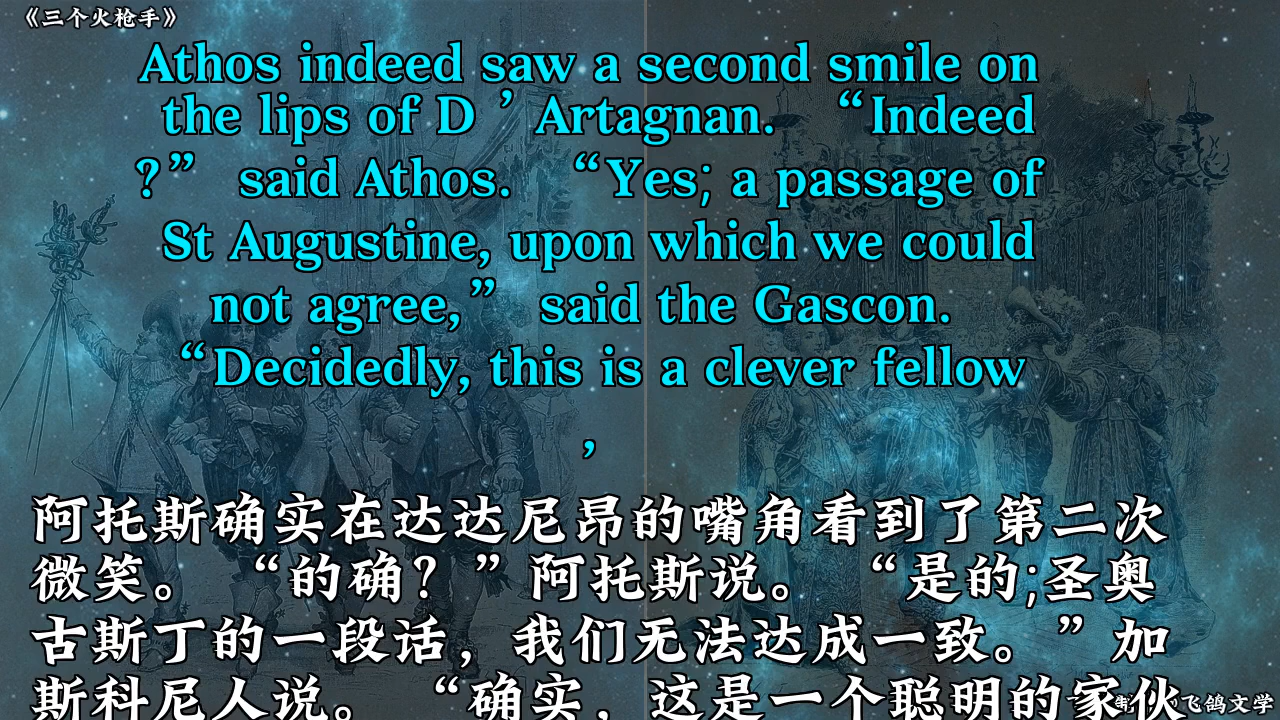 《三个火枪手》
Athos indeed saw a second smile on
the lips of D ’ Artagnan. “Indeed
?” said Athos. “Yes; a passage of
St Augustine, upon which we could
not agree,” said the Gascon.
“Decidedly, this is a clever fellow
,
阿托斯确实在达达尼昂的嘴角看到了第二次
微笑。 “的确？”阿托斯说。 “是的;圣奥
古斯丁的一段话，我们无法达成一致。”加
斯科尼人说。 “确实，这是一个聪明的家伙
飞鸽文学